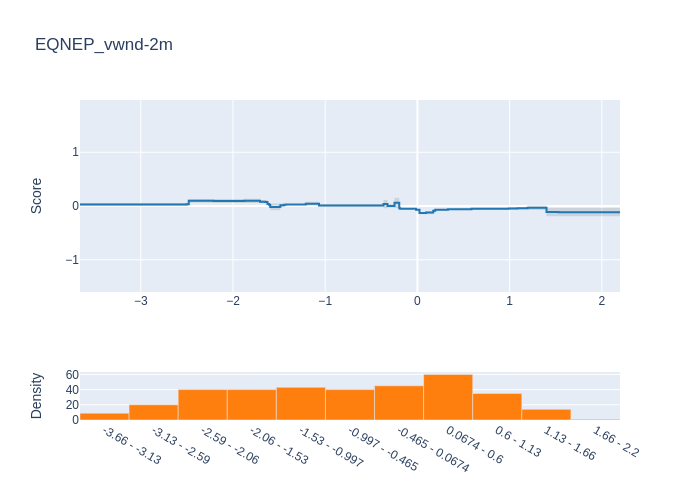 EQNEP_vwnd-2m
Score
1
0
−1
−3
−2
−1
0
1
2
Density
60
40
20
0
-3.66 - -3.13
-3.13 - -2.59
-2.59 - -2.06
-2.06 - -1.53
-1.53 - -0.997
-0.997 - -0.465
-0.465 - 0.0674
0.0674 - 0.6
0.6 - 1.13
1.13 - 1.66
1.66 - 2.2